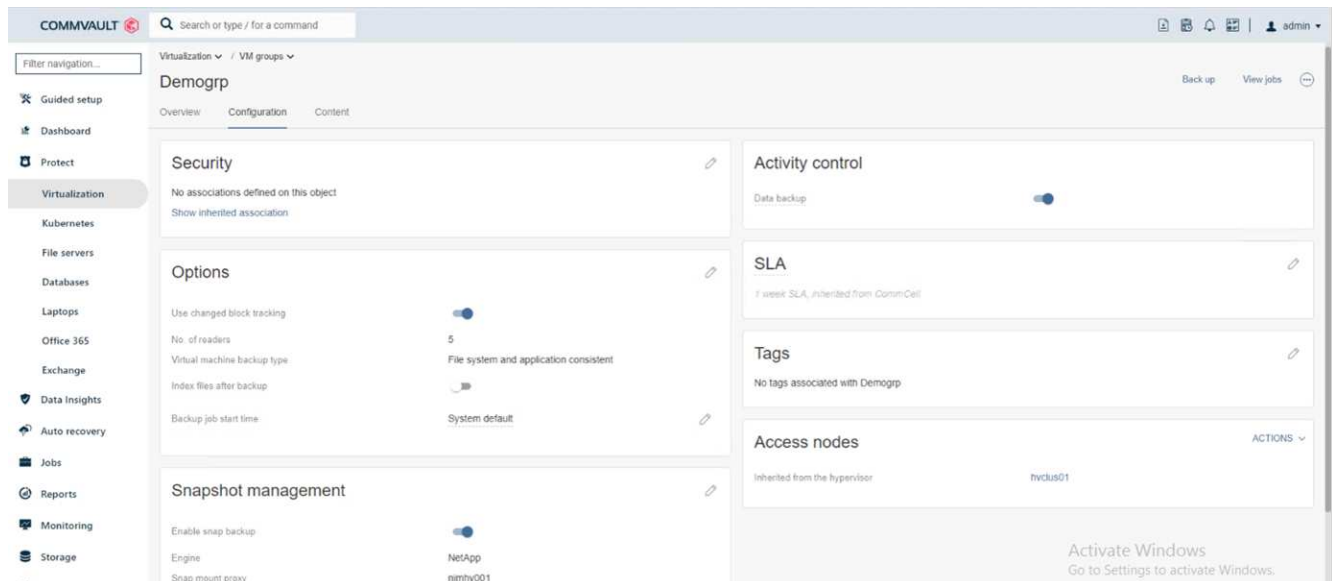 COMMVAULT
Search or type / for a command
admin
Filter navigation...
Guided setup
Dashboard
Protect
Virtualization
Kubernetes
File servers
Databases
Laptops
Office 365
Exchange
Data Insights
Auto recovery
Jobs
Reports
Monitoring
Storage
Virtualization / VM groups
Demogrp
Back up View jobs
Overview Configuration Content
Security
No associations defined on this object
Show inherited association
Options
Use changed block tracking
No. of readers 5
Virtual machine backup type File system and application consistent
Index files after backup
Backup job start time System default
Snapshot management
Enable snap backup
Engine NetApp
Snap mount proxy nimhv001
Activity control
Data backup
SLA
1 week SLA, inherited from CommCell
Tags
No tags associated with Demogrp
Access nodes ACTIONS
Inherited from the hypervisor hvclus01
Activate Windows
Go to Settings to activate Windows.